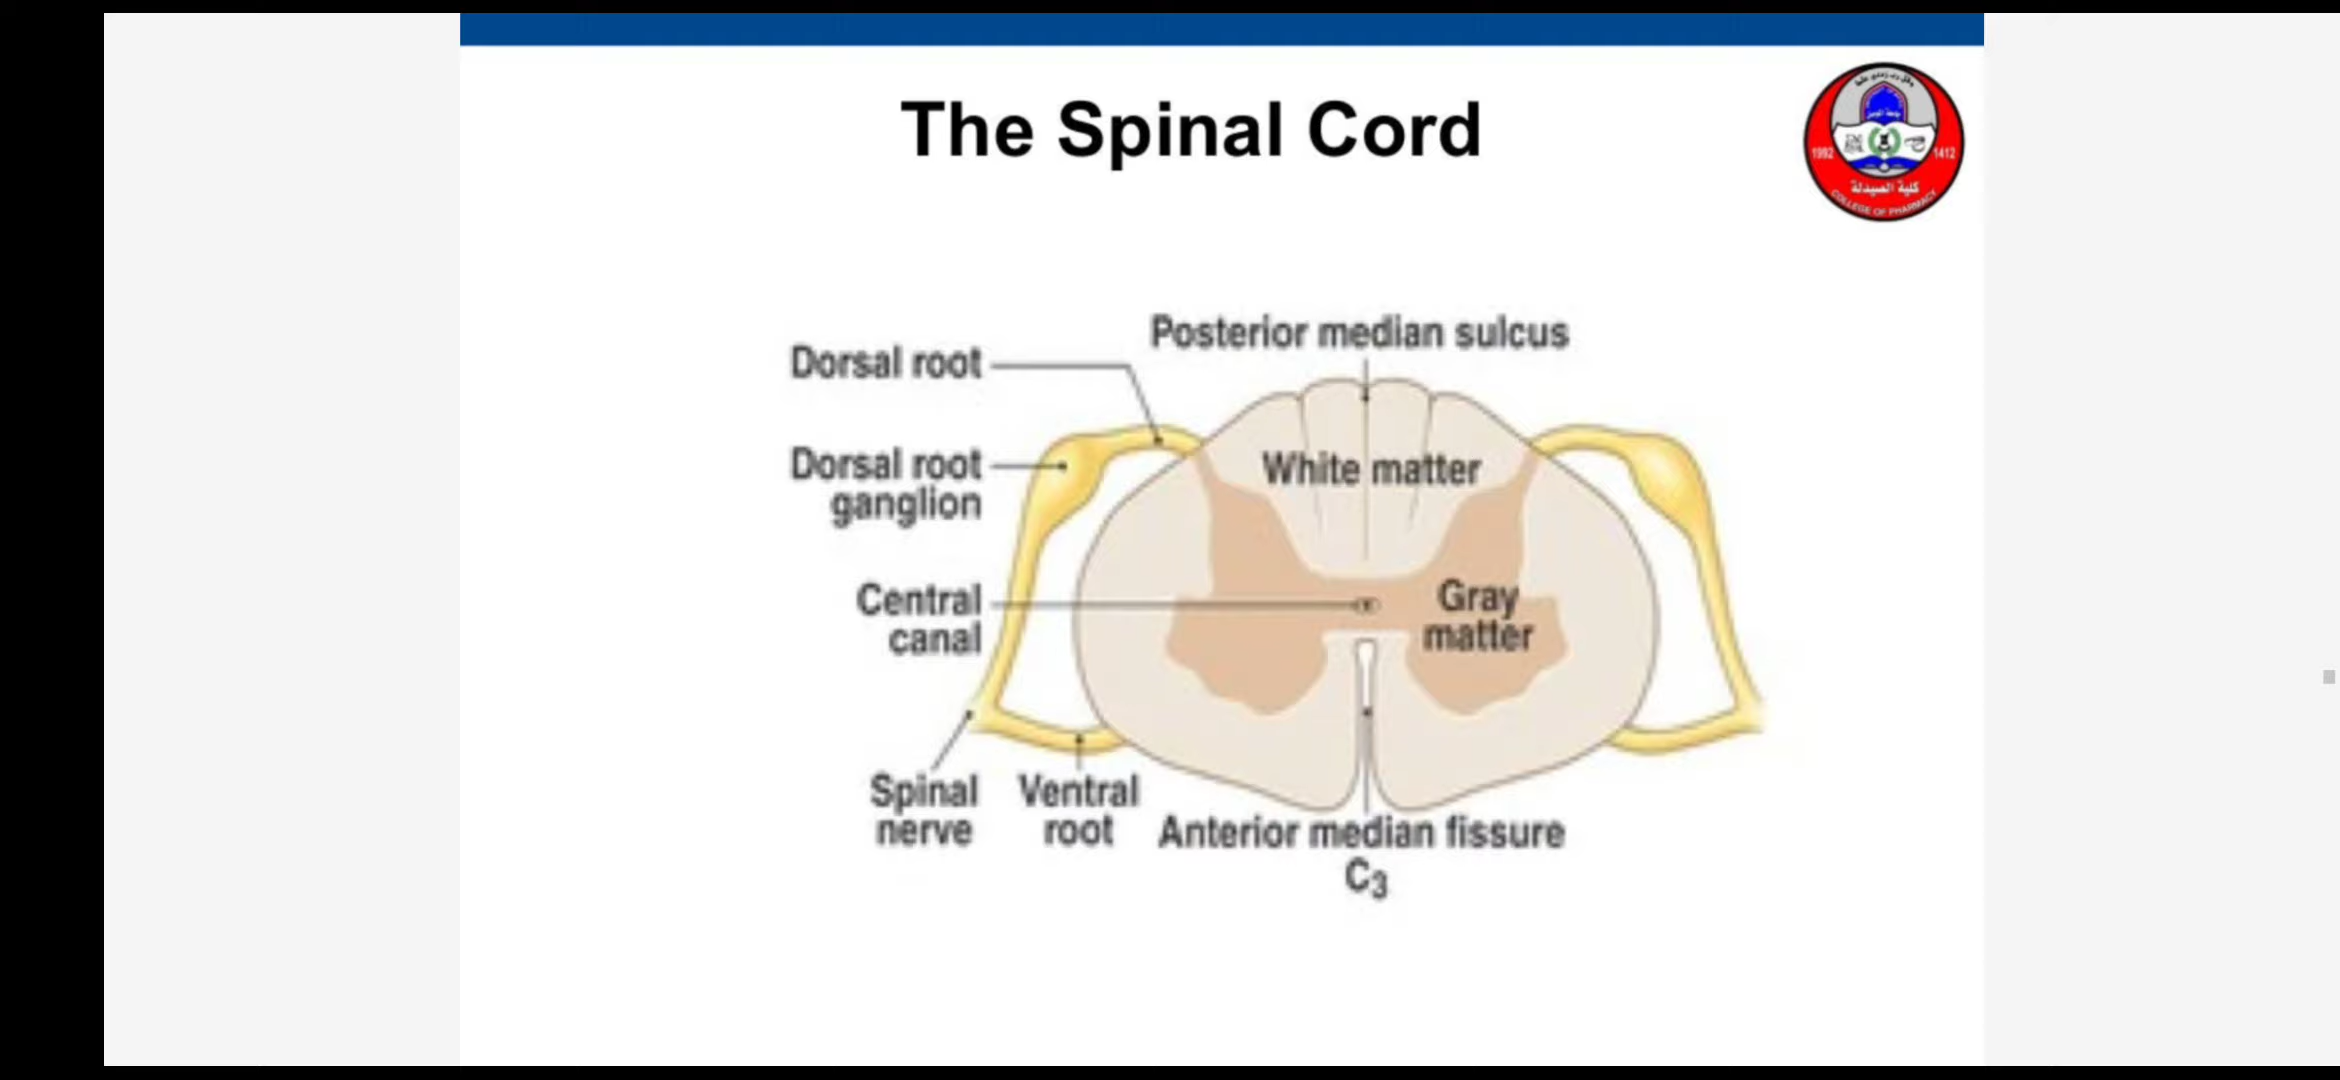 The Spinal Cord
1992
1412
كلية الصيدلة
COLLEGE OF PHARMACY
Posterior median sulcus
Dorsal root
Dorsal root
ganglion
White matter
Central
canal
Gray
matter
Spinal
nerve
Ventral
root
Anterior median fissure
C3